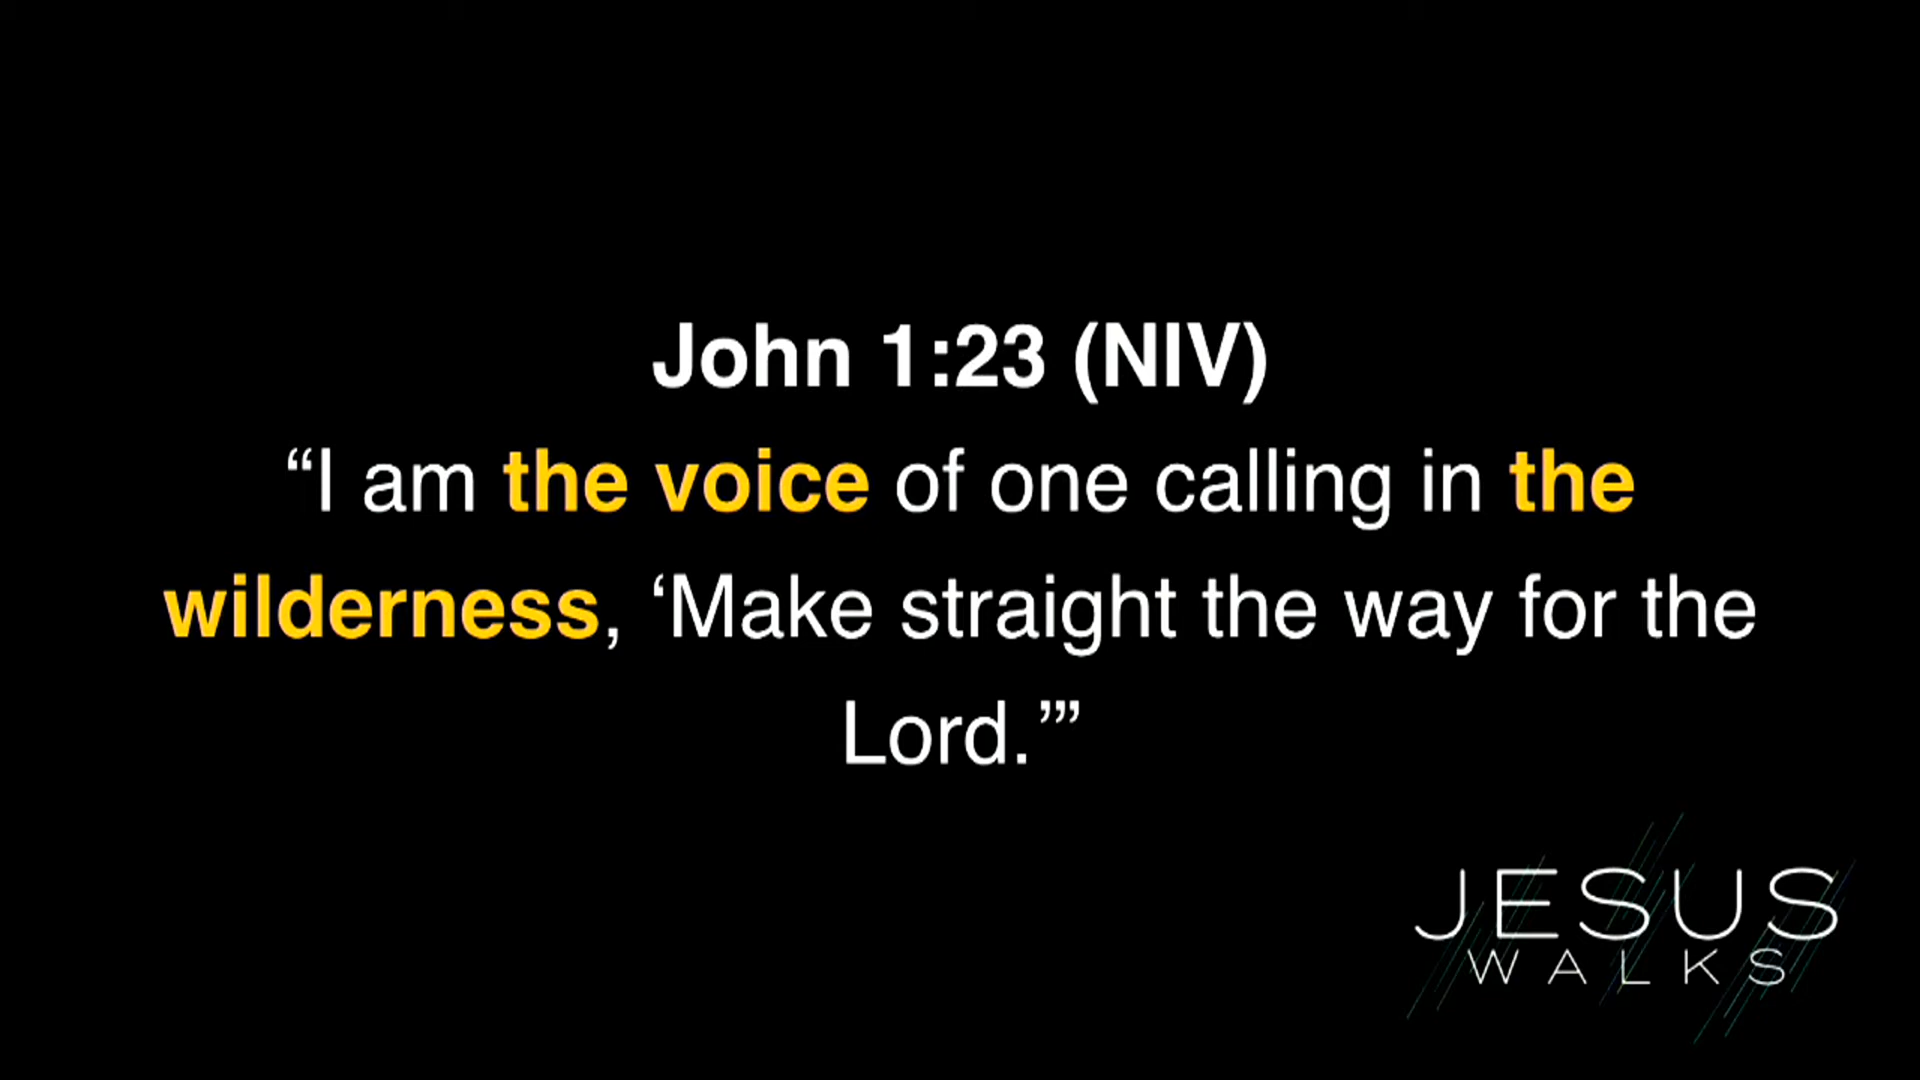 John 1:23 (NIV)
“I am the voice of one calling in the
wilderness, ‘Make straight the way for the
Lord.’”
JESUS
WALKS